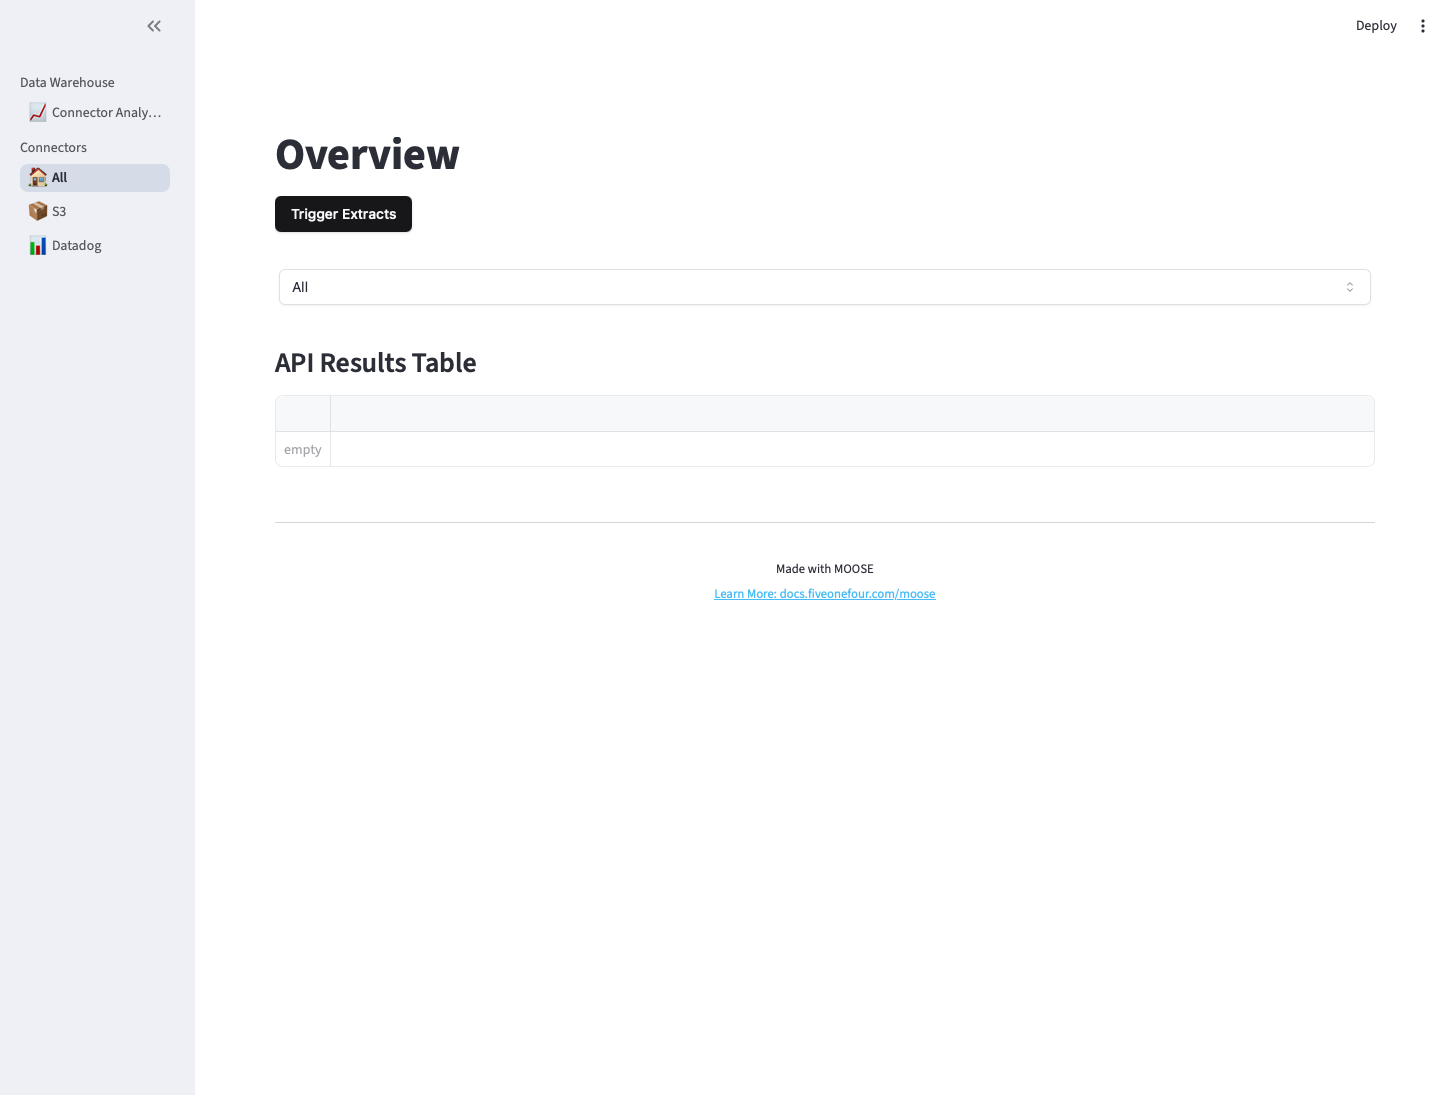 Deploy
Data Warehouse
Connector Analy…
Connectors
All
S3
Datadog
Overview
Trigger Extracts
All
API Results Table
empty
Made with MOOSE
Learn More: docs.fiveonefour.com/moose